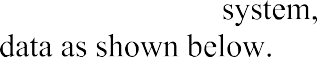 system,
data as shown below.